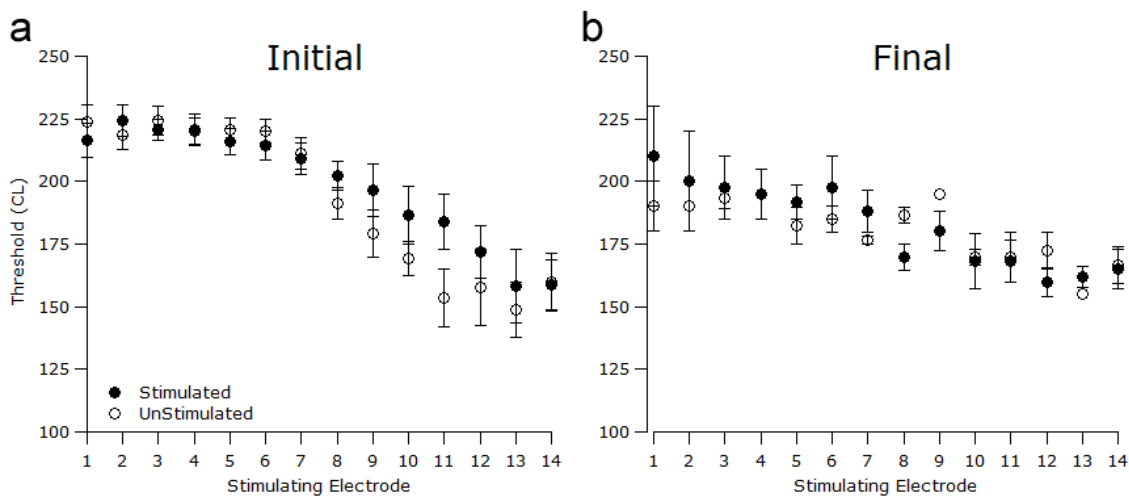 a
Initial
250
225
200
175
150
125
100
Threshold (CL)
Stimulated
UnStimulated
1 2 3 4 5 6 7 8 9 10 11 12 13 14
Stimulating Electrode
b
Final
250
225
200
175
150
125
100
1 2 3 4 5 6 7 8 9 10 11 12 13 14
Stimulating Electrode